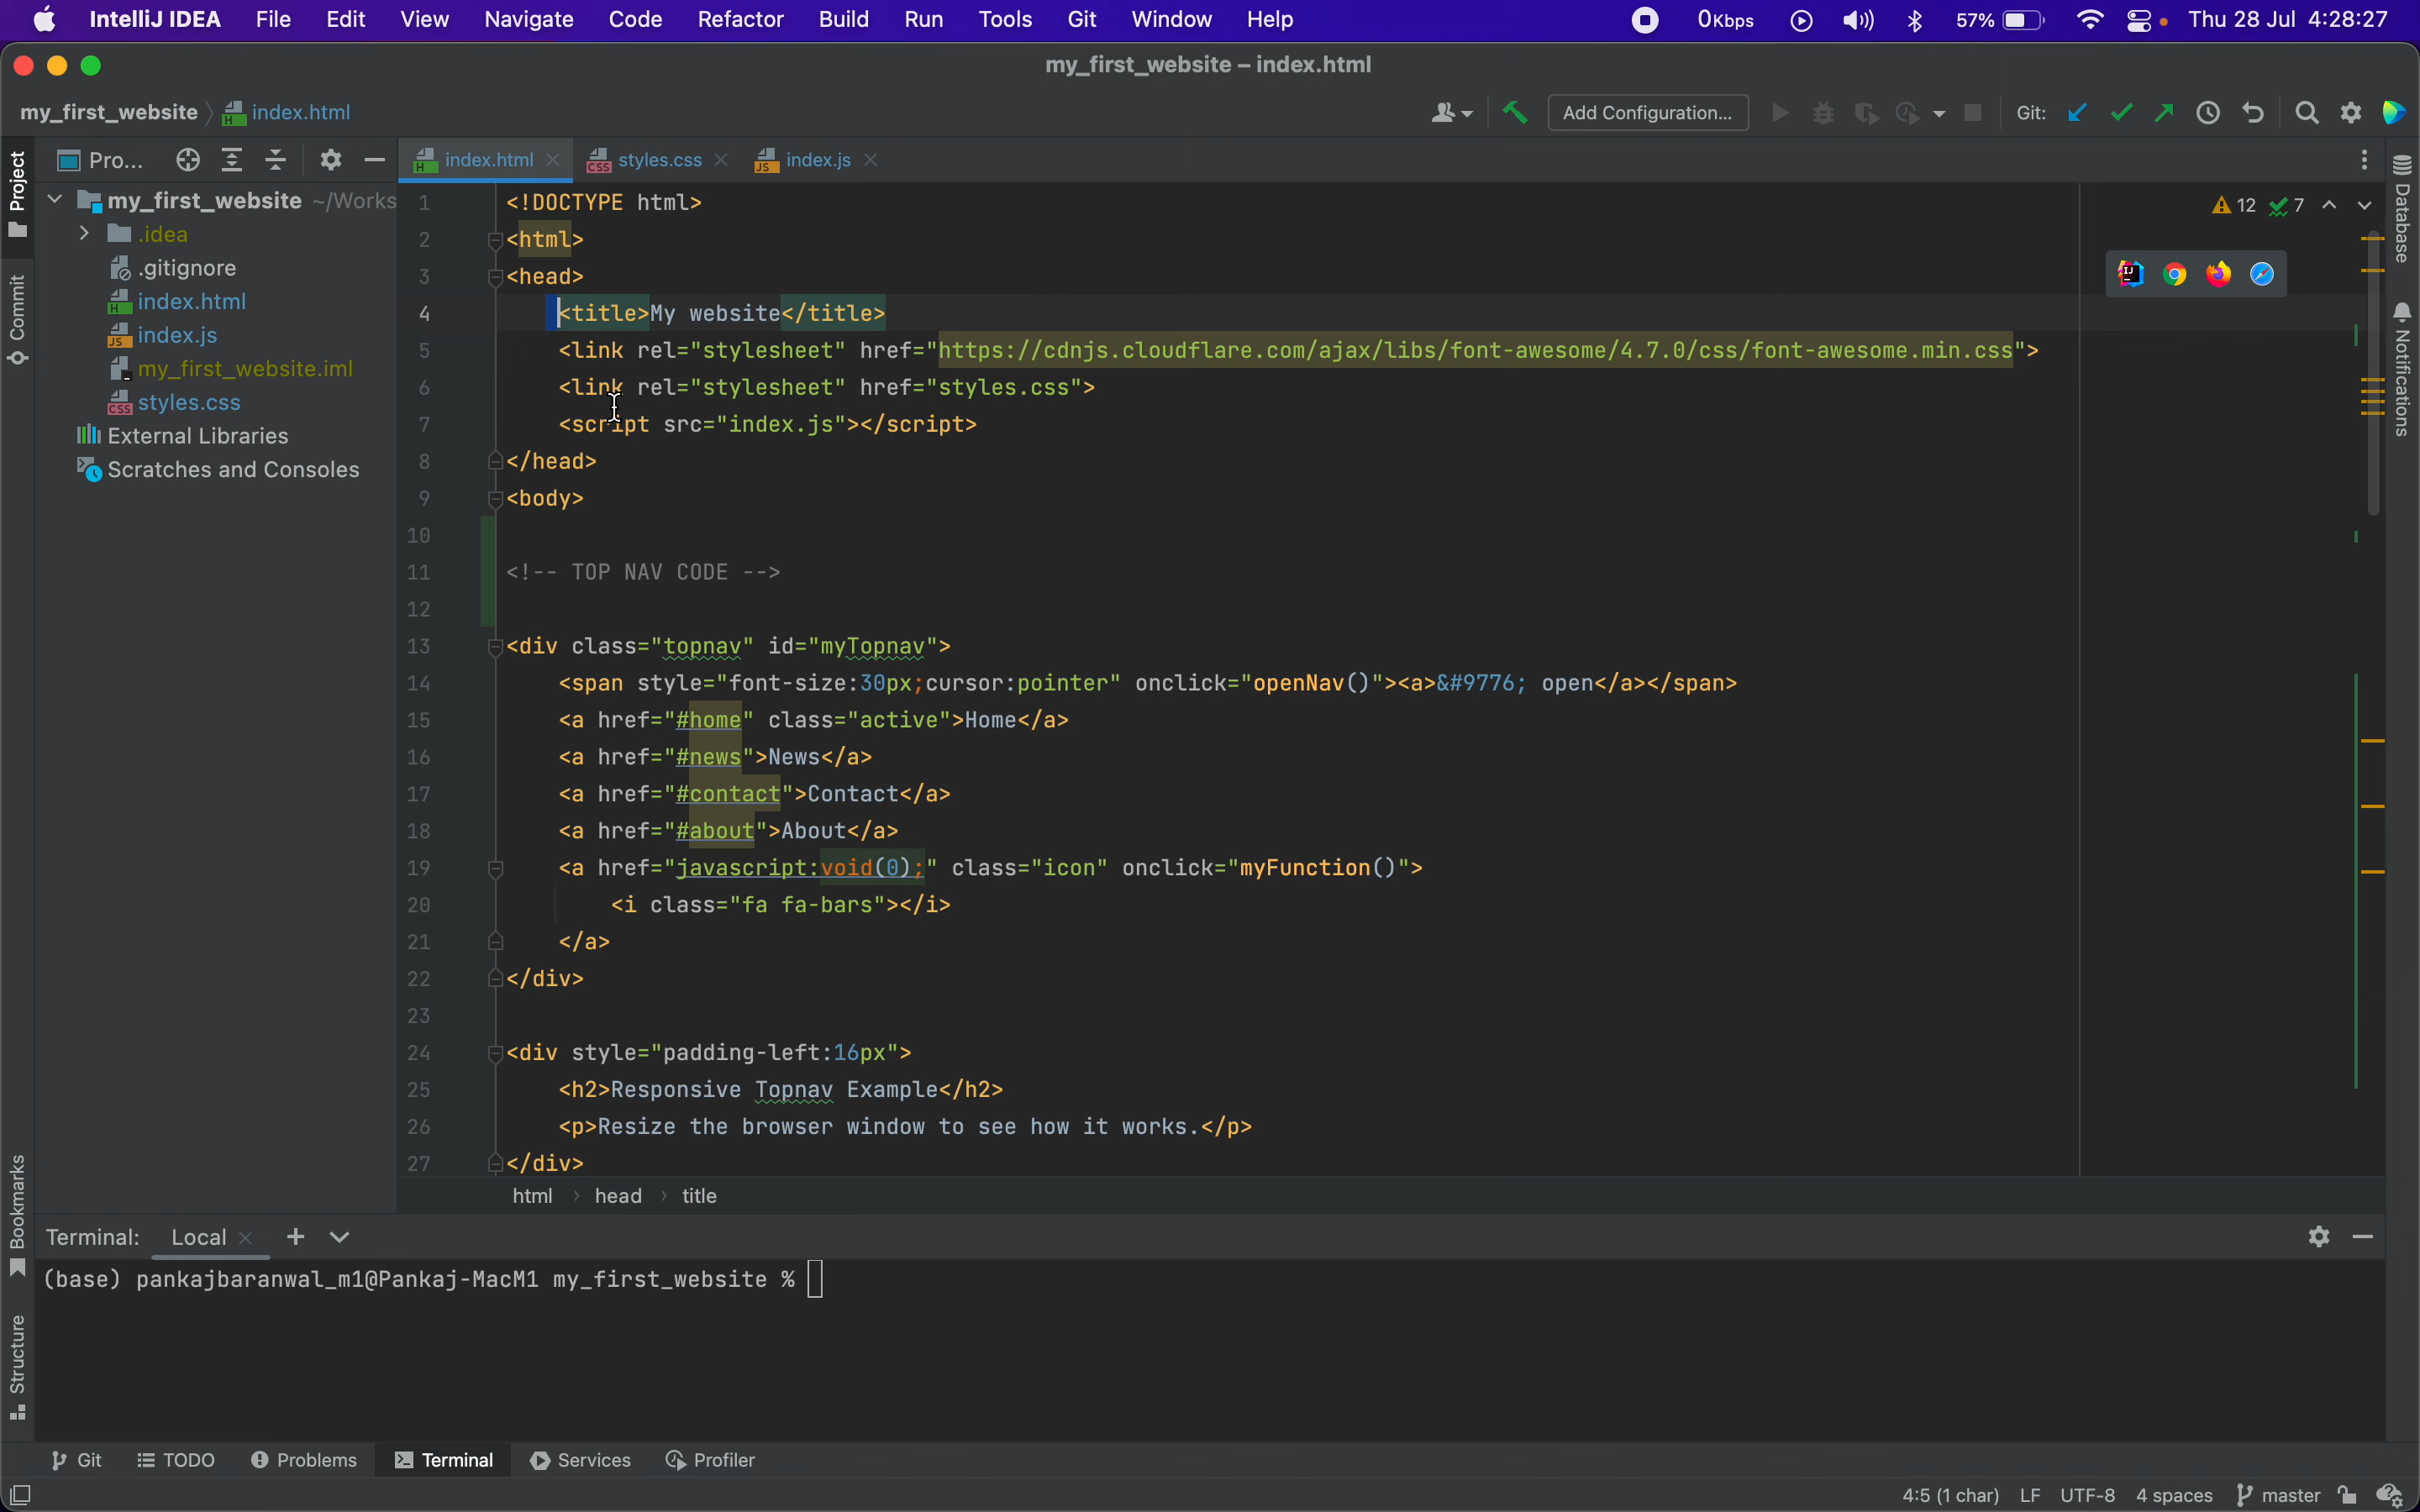 IntelliJ IDEA File Edit View Navigate Code Refactor Build Run Tools Git Window Help 0Kbps 57% Thu 28 Jul 4:28:27
my_first_website – index.html
my_first_website index.html Add Configuration... Git:
Project
Pro...
index.html styles.css index.js
my_first_website ~/Works
.idea
.gitignore
index.html
index.js
my_first_website.iml
styles.css
External Libraries
Scratches and Consoles
Commit
Bookmarks
Structure
12 7
Database
Notifications
1 <!DOCTYPE html>
2 <html>
3 <head>
4 <title>My website</title>
5 <link rel="stylesheet" href="https://cdnjs.cloudflare.com/ajax/libs/font-awesome/4.7.0/css/font-awesome.min.css">
6 <link rel="stylesheet" href="styles.css">
7 <script src="index.js"></script>
8 </head>
9 <body>
10
11 <!-- TOP NAV CODE -->
12
13 <div class="topnav" id="myTopnav">
14 <span style="font-size:30px;cursor:pointer" onclick="openNav()"><a>&#9776; open</a></span>
15 <a href="#home" class="active">Home</a>
16 <a href="#news">News</a>
17 <a href="#contact">Contact</a>
18 <a href="#about">About</a>
19 <a href="javascript:void(0);" class="icon" onclick="myFunction()">
20 <i class="fa fa-bars"></i>
21 </a>
22 </div>
23
24 <div style="padding-left:16px">
25 <h2>Responsive Topnav Example</h2>
26 <p>Resize the browser window to see how it works.</p>
27 </div>
html › head › title
Terminal: Local
(base) pankajbaranwal_m1@Pankaj-MacM1 my_first_website %
Git TODO Problems Terminal Services Profiler
4:5 (1 char) LF UTF-8 4 spaces master